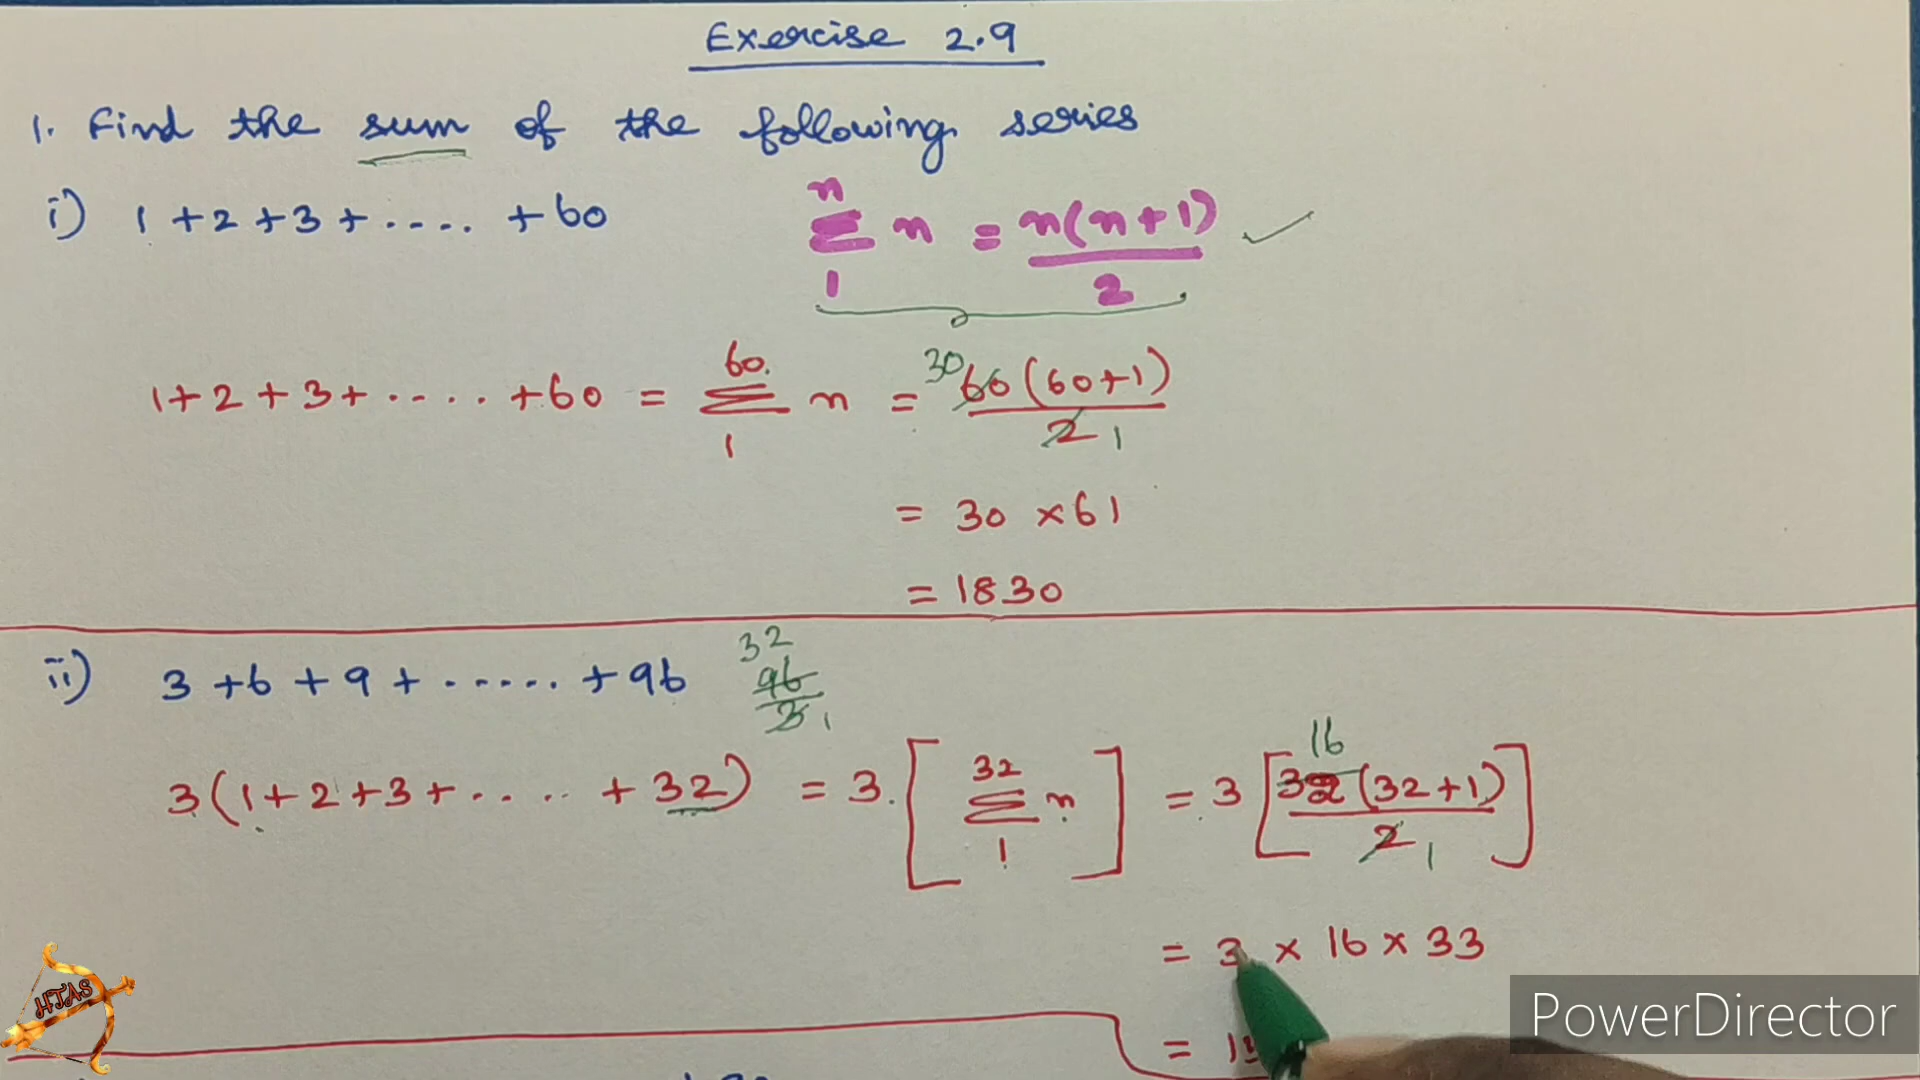 Exercise 2.9
1. Find the sum of the following series
i) 1 + 2 + 3 + ..... + 60
n
Σ n = n(n+1)
1 2
1 + 2 + 3 + ..... + 60 = 60 Σ 1 n = 30 60(60+1) / 2 1
= 30 × 61
= 1830
ii) 3 + 6 + 9 + ...... + 96 32 96 / 3 1
3(1 + 2 + 3 + ..... + 32) = 3 . [ 32 Σ 1 n ] = 3 [ 16 32(32+1) / 2 1 ]
= 3 × 16 × 33
=
HTAS
PowerDirector